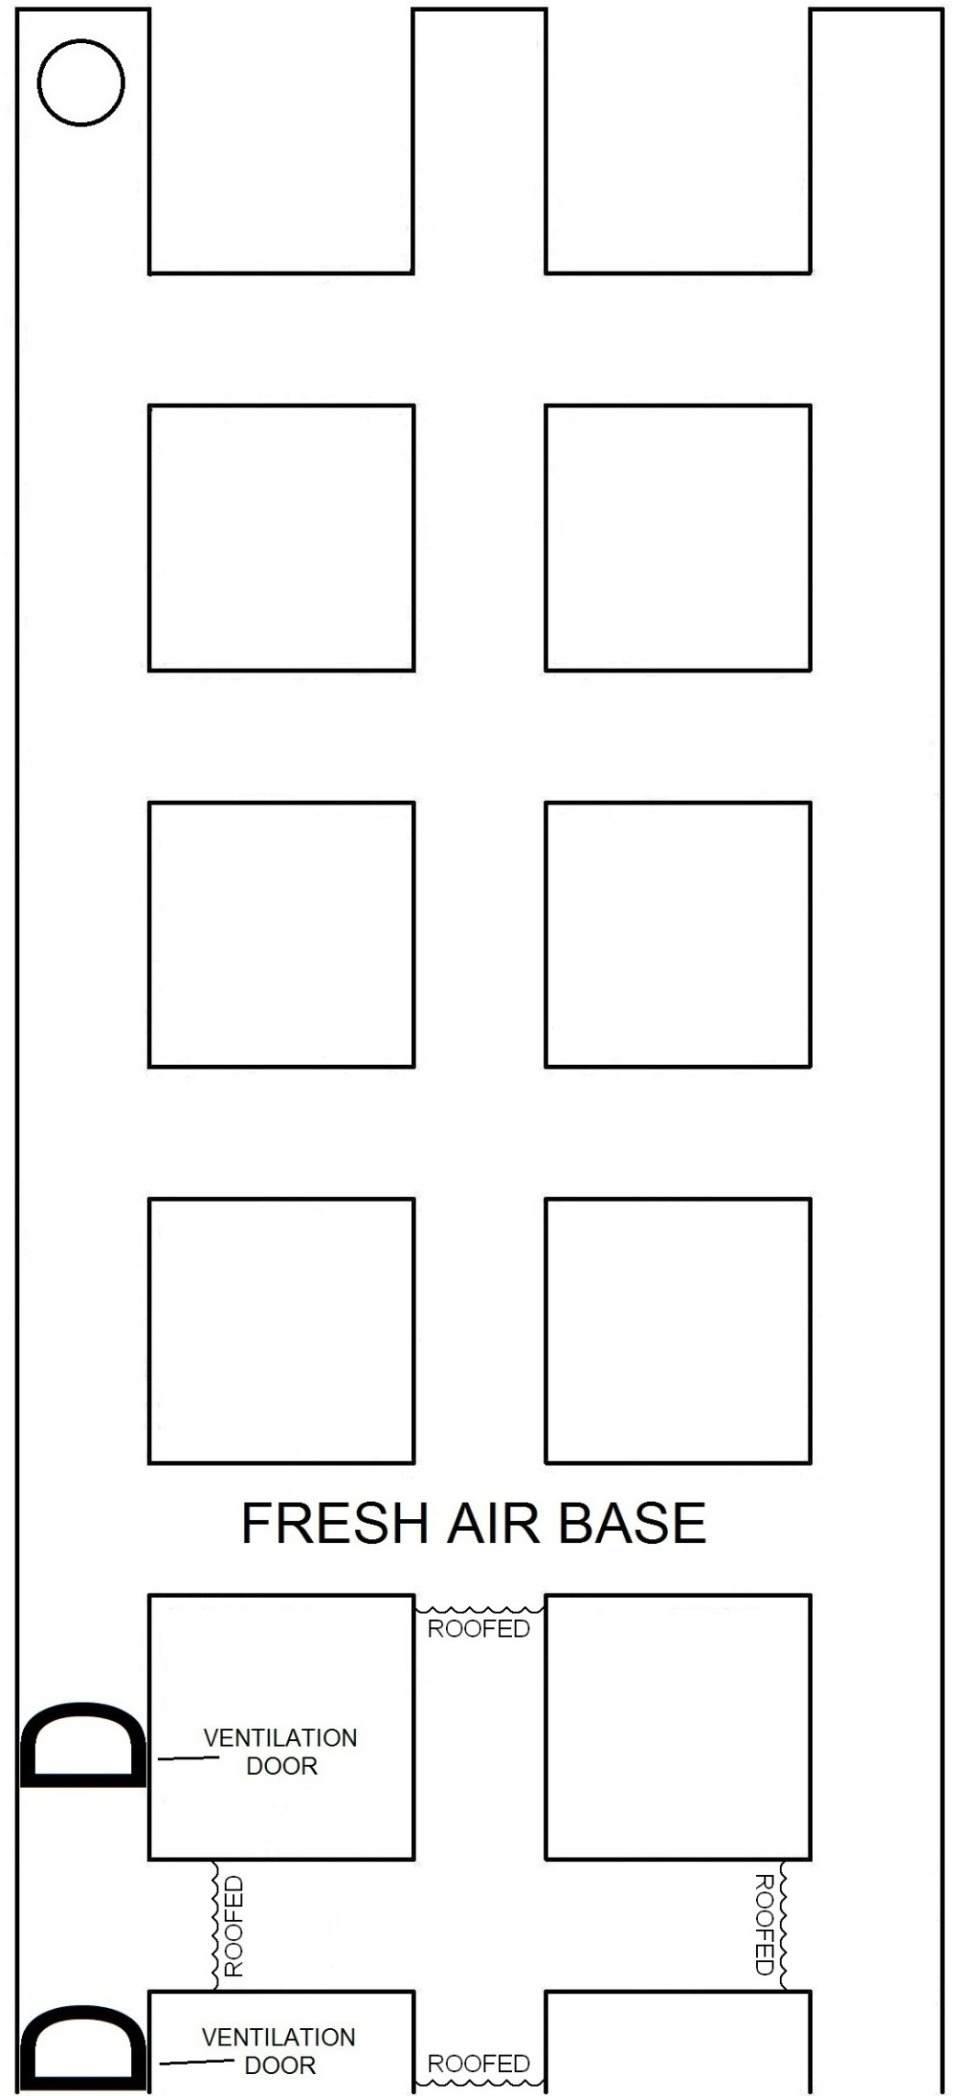 FRESH AIR BASE
ROOFED
VENTILATION
DOOR
ROOFED
ROOFED
VENTILATION
DOOR
ROOFED